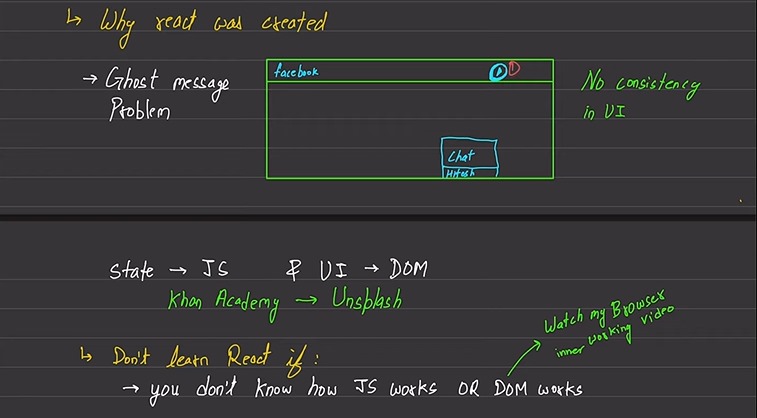 ↳ Why react was created
→ Ghost message
Problem
facebook
1
No consistency
in UI
Chat
Hitesh
State → JS & UI → DOM
Khan Academy → Unsplash
Watch my Browser
inner working video
↳ Don't learn React if :
→ you don't know how JS works OR DOM works